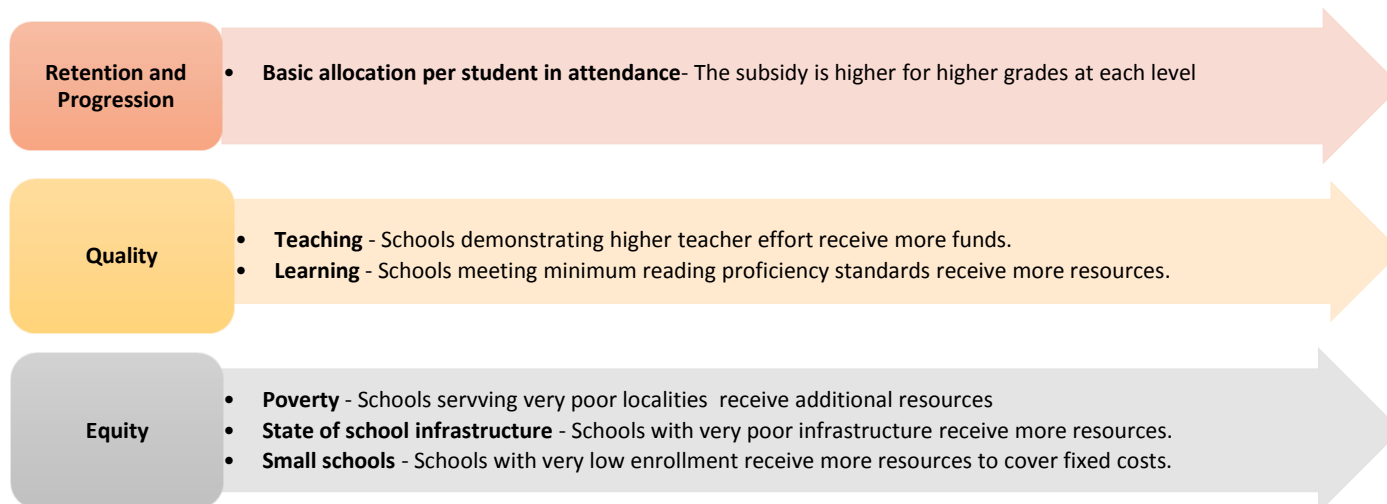 Retention and
Progression
• Basic allocation per student in attendance- The subsidy is higher for higher grades at each level
Quality
• Teaching - Schools demonstrating higher teacher effort receive more funds.
• Learning - Schools meeting minimum reading proficiency standards receive more resources.
Equity
• Poverty - Schools servving very poor localities  receive additional resources
• State of school infrastructure - Schools with very poor infrastructure receive more resources.
• Small schools - Schools with very low enrollment receive more resources to cover fixed costs.